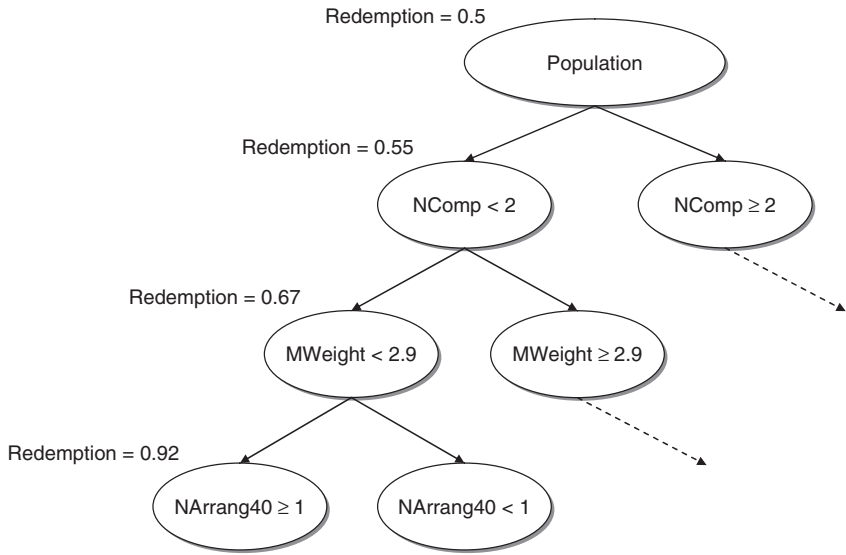 Redemption = 0.5
Population
Redemption = 0.55
NComp < 2
NComp ≥ 2
Redemption = 0.67
MWeight < 2.9
MWeight ≥ 2.9
Redemption = 0.92
NArrang40 ≥ 1
NArrang40 < 1